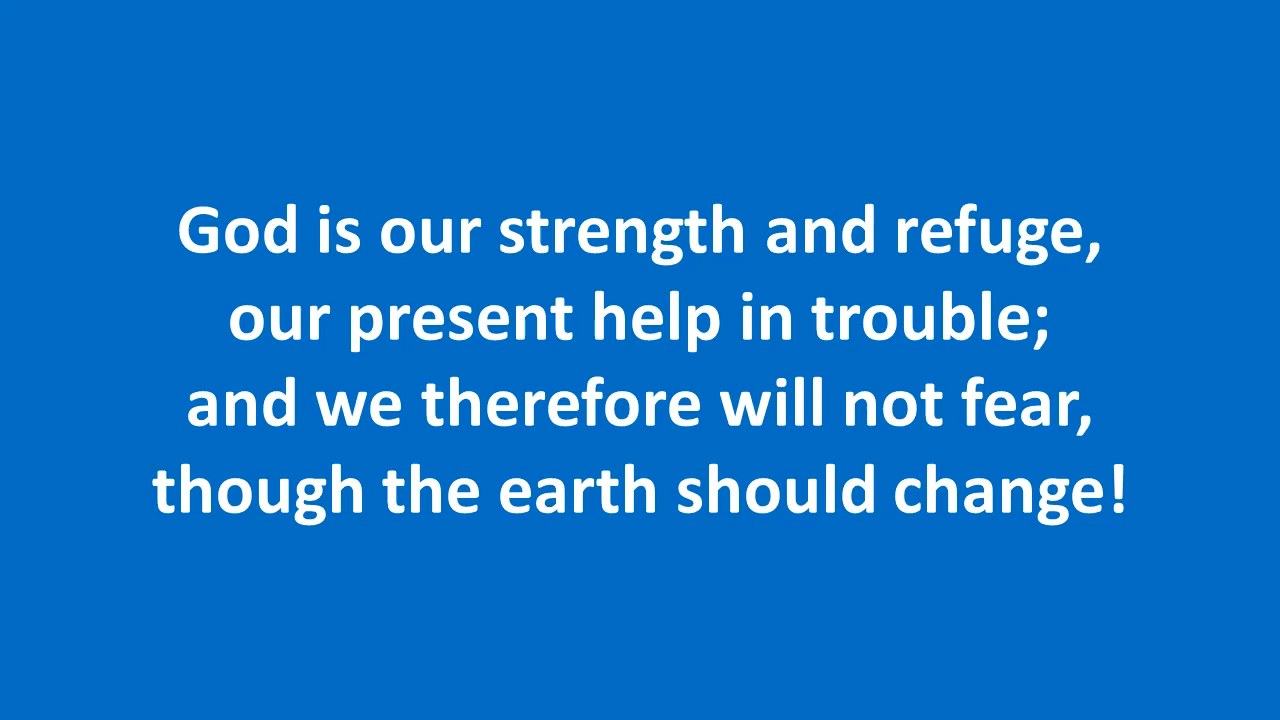 God is our strength and refuge,
our present help in trouble;
and we therefore will not fear,
though the earth should change!